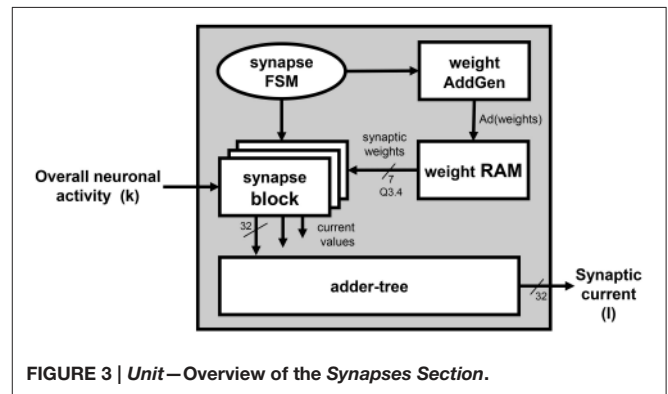 synapse
FSM
weight
AddGen
Ad(weights)
synaptic
weights
7
Q3.4
weight RAM
Overall neuronal
activity (k)
synapse
block
32
current
values
adder-tree
32
Synaptic
current
(I)
FIGURE 3 | Unit—Overview of the Synapses Section.